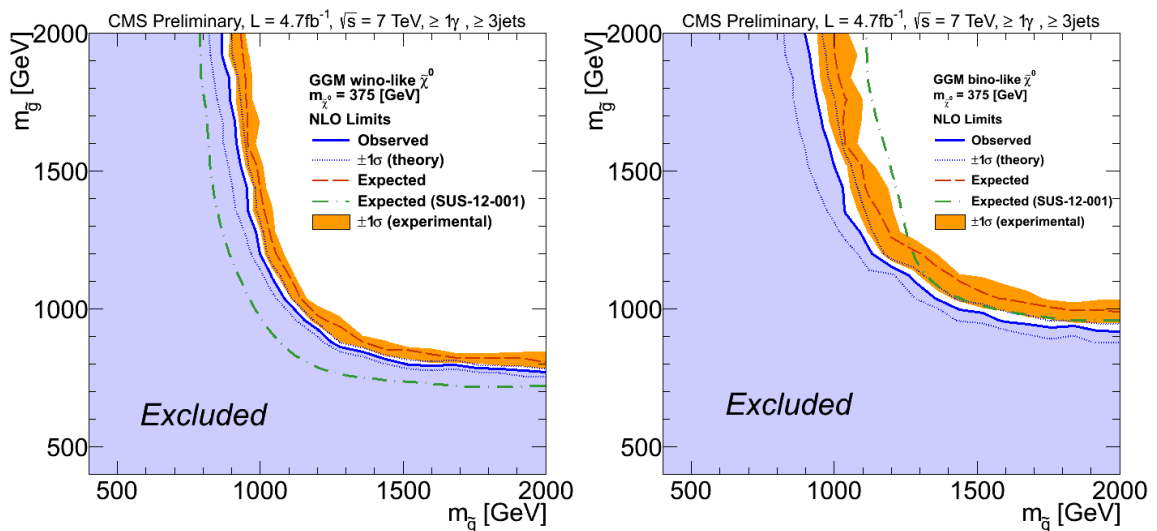 CMS Preliminary, L = 4.7fb⁻¹, √s = 7 TeV, ≥ 1γ , ≥ 3jets
m_g̃ [GeV]
2000
1500
1000
500
GGM wino-like χ̃⁰
m_χ̃⁰ = 375 [GeV]
NLO Limits
Observed
±1σ (theory)
Expected
Expected (SUS-12-001)
±1σ (experimental)
Excluded
500 1000 1500 2000
m_q̃ [GeV]
CMS Preliminary, L = 4.7fb⁻¹, √s = 7 TeV, ≥ 1γ , ≥ 3jets
m_g̃ [GeV]
2000
1500
1000
500
GGM bino-like χ̃⁰
m_χ̃⁰ = 375 [GeV]
NLO Limits
Observed
±1σ (theory)
Expected
Expected (SUS-12-001)
±1σ (experimental)
Excluded
500 1000 1500 2000
m_q̃ [GeV]